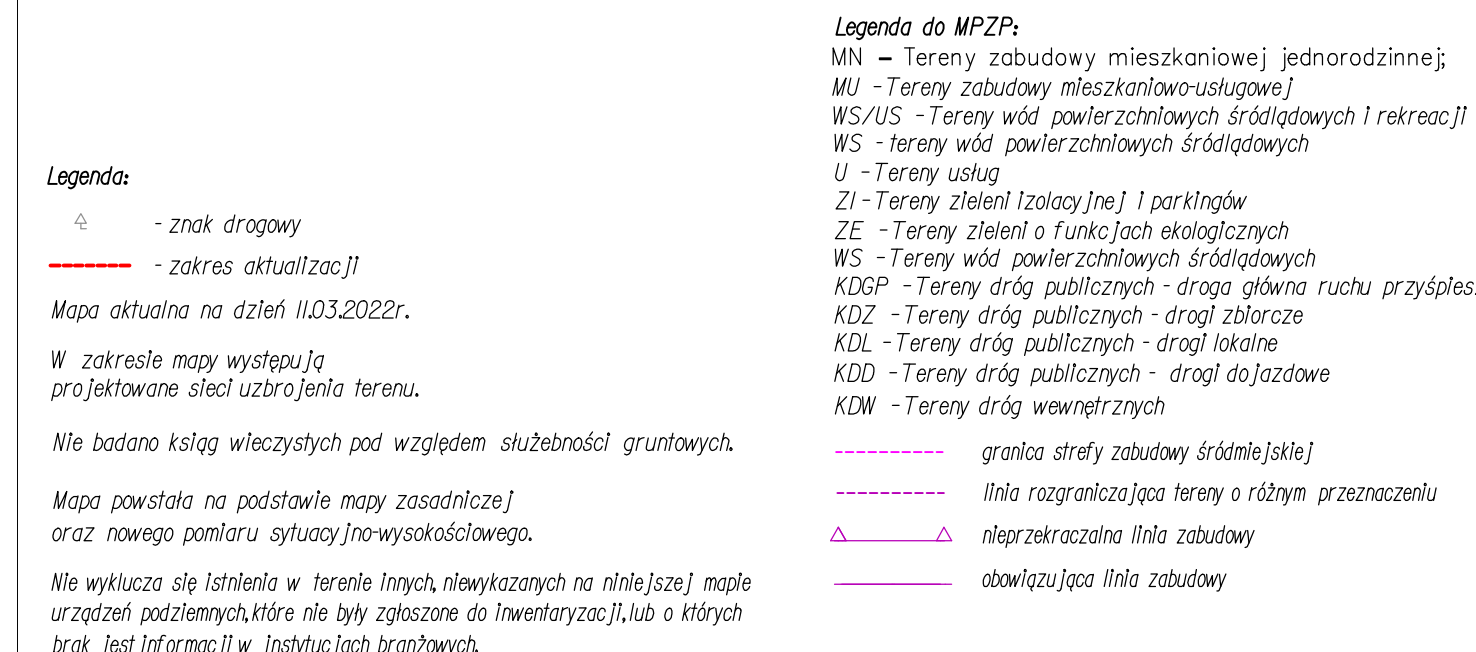 Legenda:
- znak drogowy
- zakres aktualizacji
Mapa aktualna na dzień 11.03.2022r.
W zakresie mapy występują
projektowane sieci uzbrojenia terenu.
Nie badano ksiąg wieczystych pod względem służebności gruntowych.
Mapa powstała na podstawie mapy zasadniczej
oraz nowego pomiaru sytuacyjno-wysokościowego.
Nie wyklucza się istnienia w terenie innych, niewykazanych na niniejszej mapie
urządzeń podziemnych,które nie były zgłoszone do inwentaryzacji,lub o których
brak jest informacji w instytucjach branżowych.
Legenda do MPZP:
MN - Tereny zabudowy mieszkaniowej jednorodzinnej;
MU -Tereny zabudowy mieszkaniowo-usługowej
WS/US -Tereny wód powierzchniowych śródlądowych i rekreacji
WS - tereny wód powierzchniowych śródlądowych
U -Tereny usług
ZI -Tereny zieleni izolacyjnej i parkingów
ZE -Tereny zieleni o funkcjach ekologicznych
WS -Tereny wód powierzchniowych śródlądowych
KDGP -Tereny dróg publicznych - droga główna ruchu przyśpies
KDZ -Tereny dróg publicznych - drogi zbiorcze
KDL -Tereny dróg publicznych - drogi lokalne
KDD -Tereny dróg publicznych - drogi dojazdowe
KDW -Tereny dróg wewnętrznych
granica strefy zabudowy śródmiejskiej
linia rozgraniczająca tereny o różnym przeznaczeniu
nieprzekraczalna linia zabudowy
obowiązująca linia zabudowy